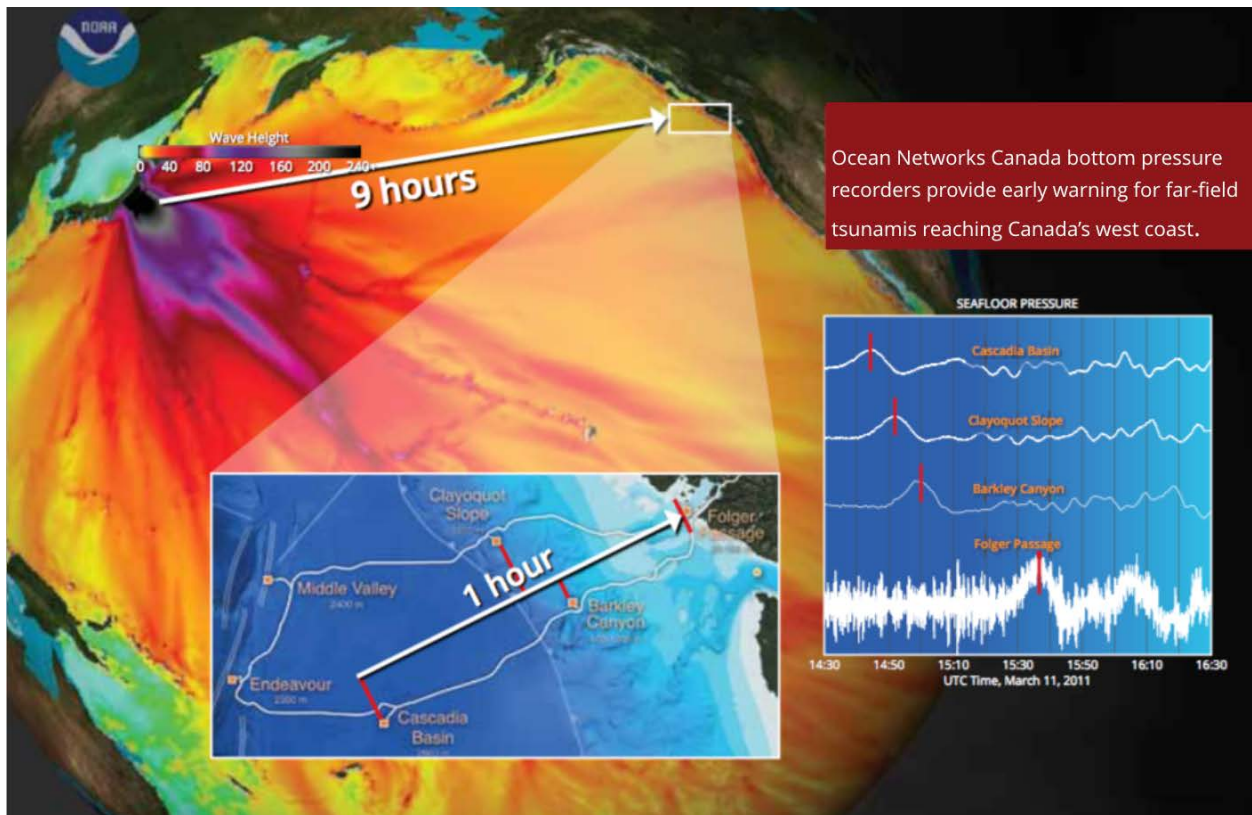 NOAA
Wave Height
0 40 80 120 160 200 240+
9 hours
Ocean Networks Canada bottom pressure
recorders provide early warning for far-field
tsunamis reaching Canada's west coast.
SEAFLOOR PRESSURE
Cascadia Basin
Clayoquot Slope
Barkley Canyon
Folger Passage
14:30 14:50 15:10 15:30 15:50 16:10 16:30
UTC Time, March 11, 2011
Clayoquot
Slope
Folger
Passage
1 hour
Middle Valley
2400 m
Barkley
Canyon
Endeavour
Cascadia
Basin